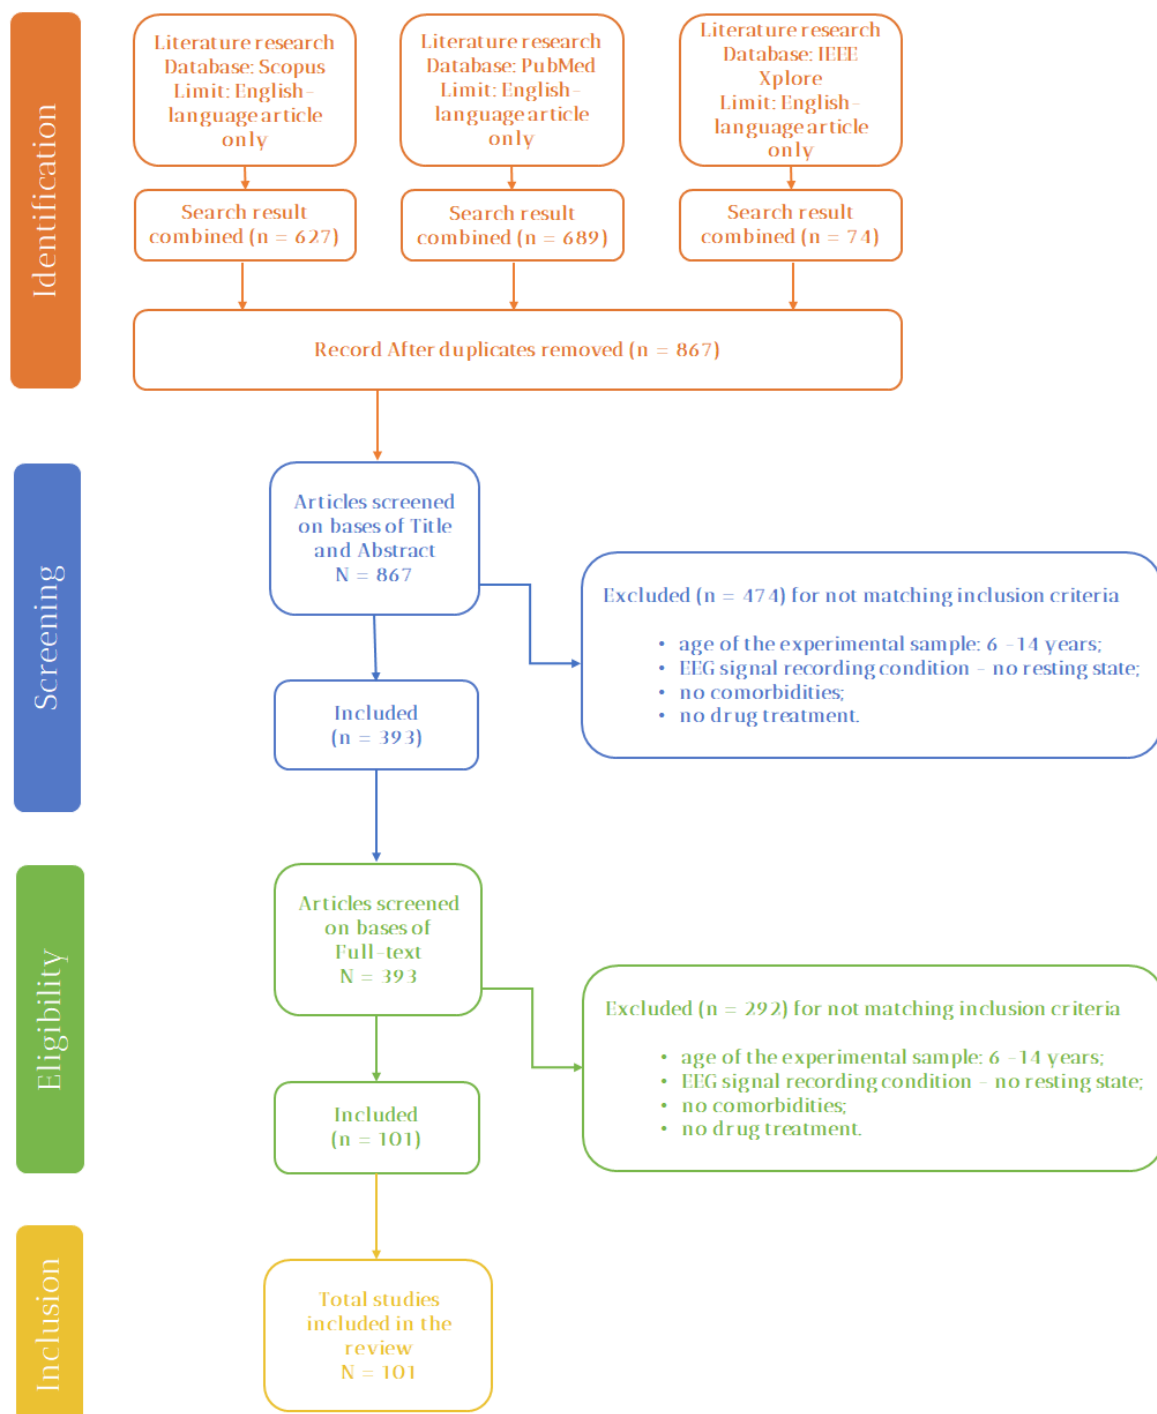 Identification
Literature research
Database: Scopus
Limit: English-
language article
only
Literature research
Database: PubMed
Limit: English-
language article
only
Literature research
Database: IEEE
Xplore
Limit: English-
language article
only
Search result
combined (n = 627)
Search result
combined (n = 689)
Search result
combined (n = 74)
Record After duplicates removed (n = 867)
Screening
Articles screened
on bases of Title
and Abstract
N = 867
Excluded (n = 474) for not matching inclusion criteria
• age of the experimental sample: 6 -14 years;
• EEG signal recording condition - no resting state;
• no comorbidities;
• no drug treatment.
Included
(n = 393)
Eligibility
Articles screened
on bases of
Full-text
N = 393
Excluded (n = 292) for not matching inclusion criteria
• age of the experimental sample: 6 -14 years;
• EEG signal recording condition - no resting state;
• no comorbidities;
• no drug treatment.
Included
(n = 101)
Inclusion
Total studies
included in the
review
N = 101